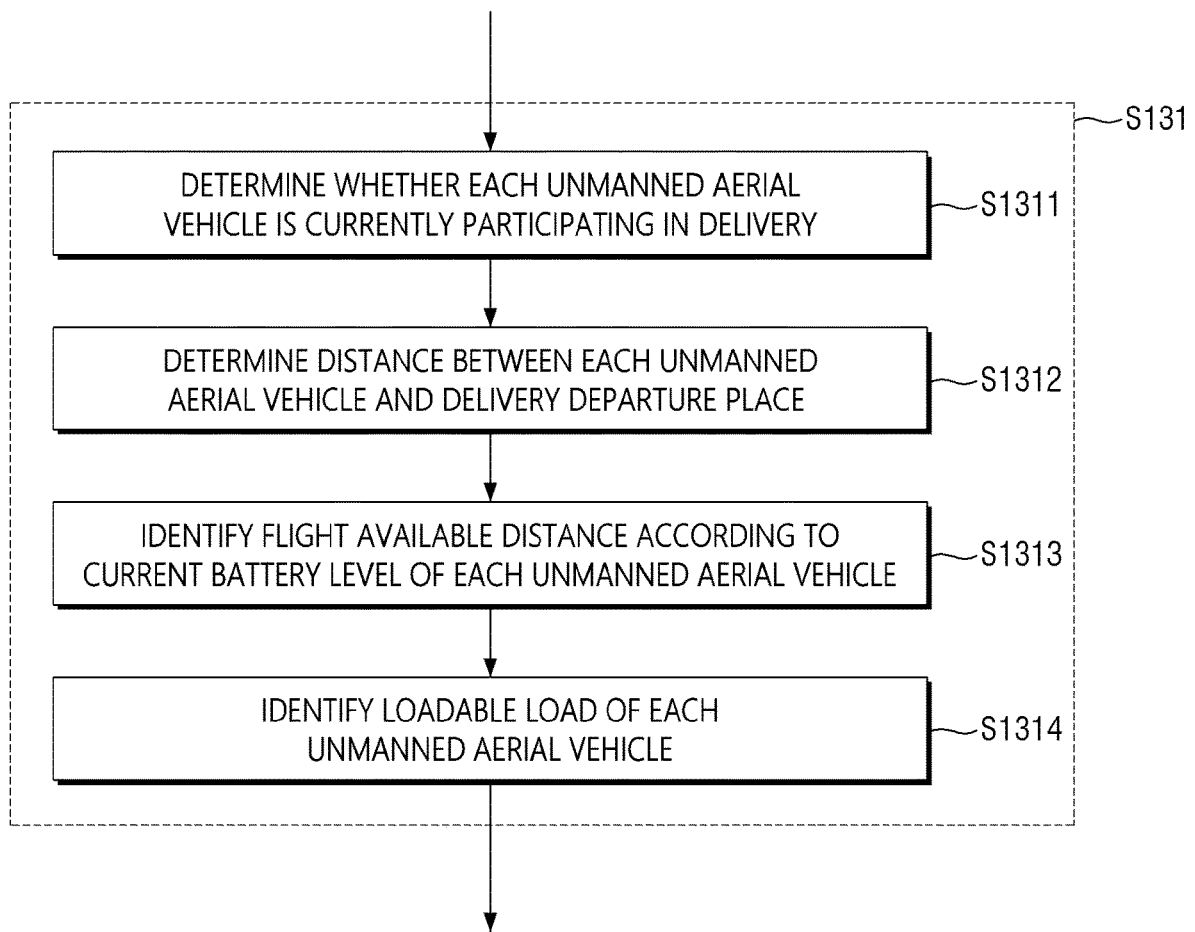 S131
DETERMINE WHETHER EACH UNMANNED AERIAL
VEHICLE IS CURRENTLY PARTICIPATING IN DELIVERY
S1311
DETERMINE DISTANCE BETWEEN EACH UNMANNED
AERIAL VEHICLE AND DELIVERY DEPARTURE PLACE
S1312
IDENTIFY FLIGHT AVAILABLE DISTANCE ACCORDING TO
CURRENT BATTERY LEVEL OF EACH UNMANNED AERIAL VEHICLE
S1313
IDENTIFY LOADABLE LOAD OF EACH
UNMANNED AERIAL VEHICLE
S1314